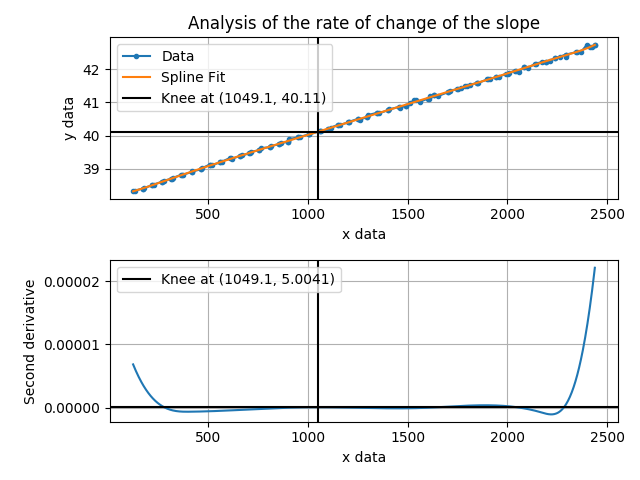 Analysis of the rate of change of the slope
Data
Spline Fit
Knee at (1049.1, 40.11)
42
41
40
39
y data
500
1000
1500
2000
2500
x data
Knee at (1049.1, 5.0041)
0.00002
0.00001
0.00000
Second derivative
500
1000
1500
2000
2500
x data